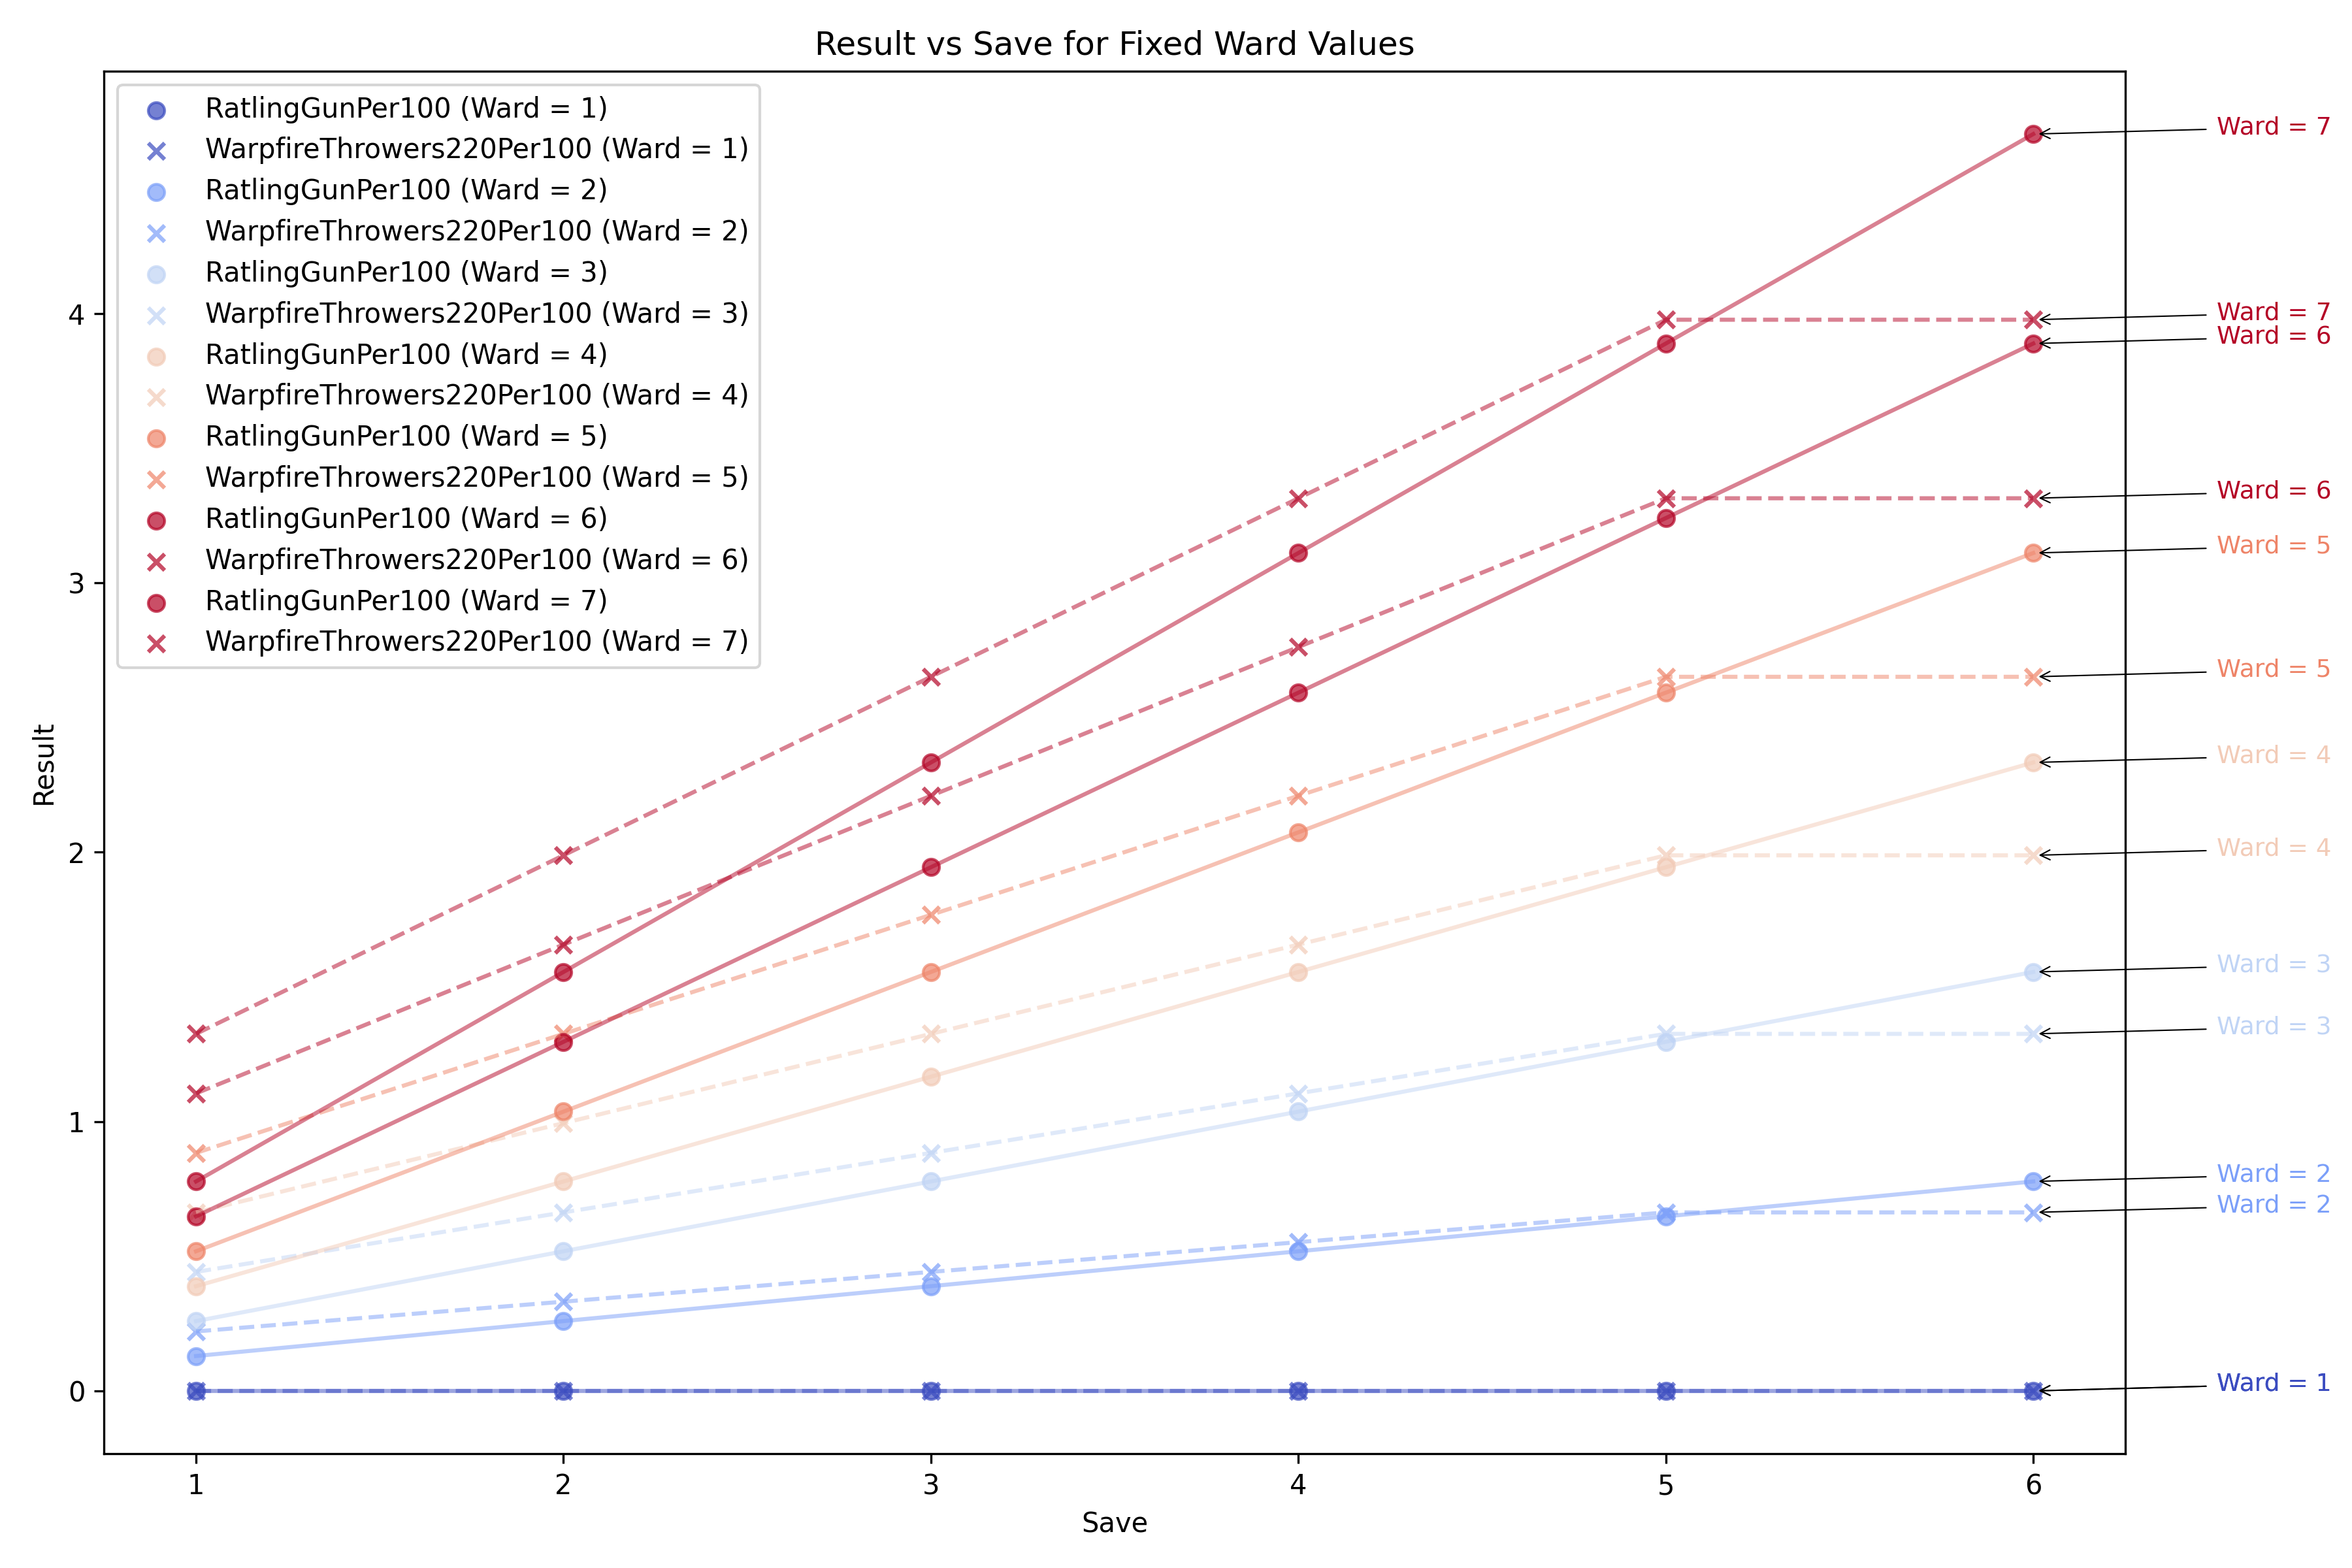 Result vs Save for Fixed Ward Values
RatlingGunPer100 (Ward = 1)
WarpfireThrowers220Per100 (Ward = 1)
RatlingGunPer100 (Ward = 2)
WarpfireThrowers220Per100 (Ward = 2)
RatlingGunPer100 (Ward = 3)
WarpfireThrowers220Per100 (Ward = 3)
RatlingGunPer100 (Ward = 4)
WarpfireThrowers220Per100 (Ward = 4)
RatlingGunPer100 (Ward = 5)
WarpfireThrowers220Per100 (Ward = 5)
RatlingGunPer100 (Ward = 6)
WarpfireThrowers220Per100 (Ward = 6)
RatlingGunPer100 (Ward = 7)
WarpfireThrowers220Per100 (Ward = 7)
Ward = 7
Ward = 7
Ward = 6
Ward = 6
Ward = 5
Ward = 5
Ward = 4
Ward = 4
Ward = 3
Ward = 3
Ward = 2
Ward = 2
Ward = 1
Result
4
3
2
1
0
1 2 3 4 5 6
Save